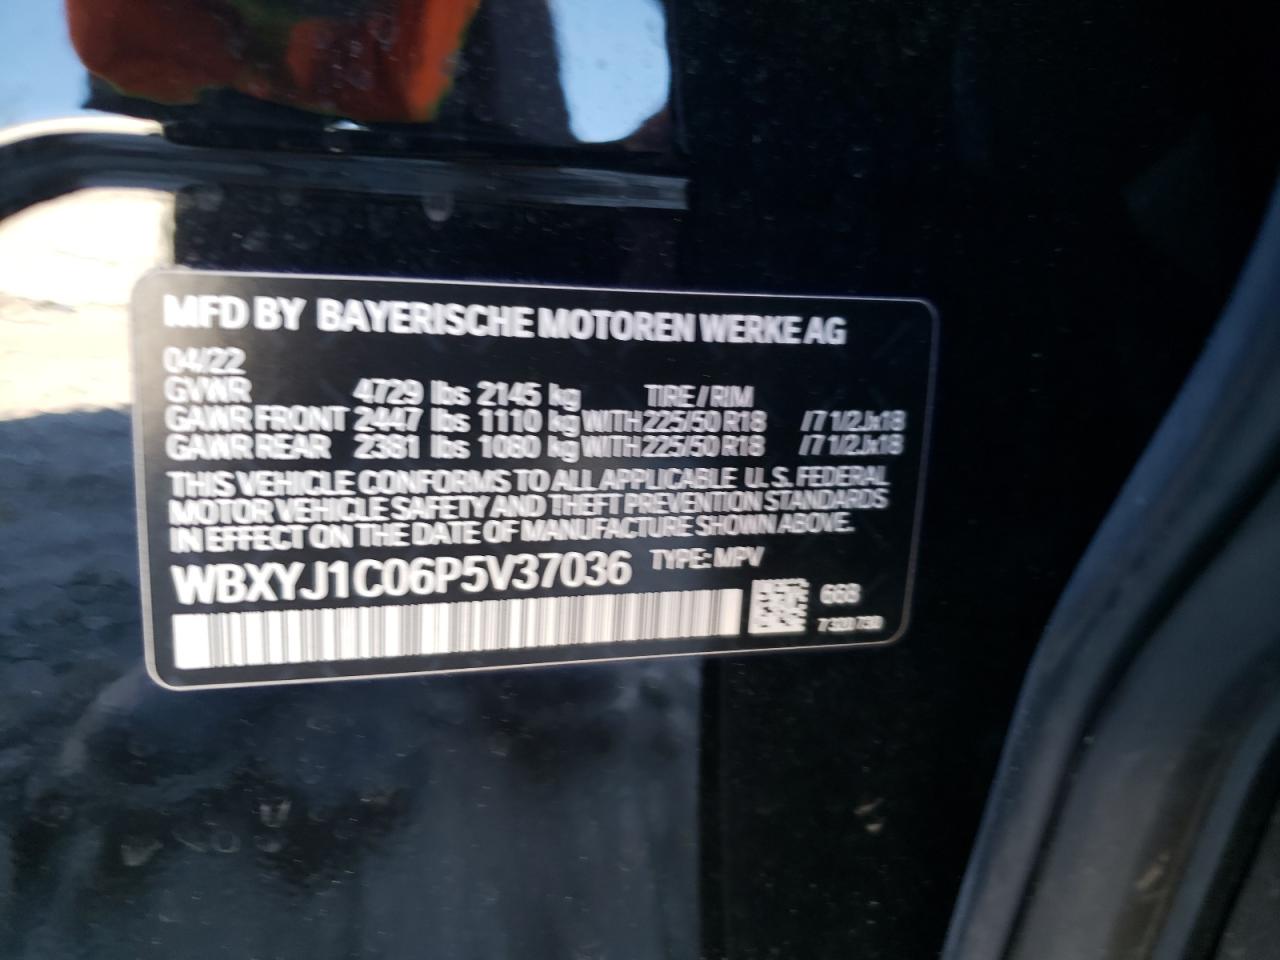 MFD BY BAYERISCHE MOTOREN WERKE AG
04/22
GVWR 4729 lbs 2145 kg TIRE / RIM
GAWR FRONT 2447 lbs 1110 kg WITH 225/50 R18 /7 1/2Jx18
GAWR REAR 2381 lbs 1080 kg WITH 225/50 R18 /7 1/2Jx18
THIS VEHICLE CONFORMS TO ALL APPLICABLE U.S. FEDERAL
MOTOR VEHICLE SAFETY AND THEFT PREVENTION STANDARDS
IN EFFECT ON THE DATE OF MANUFACTURE SHOWN ABOVE.
WBXYJ1C06P5V37036 TYPE: MPV
668